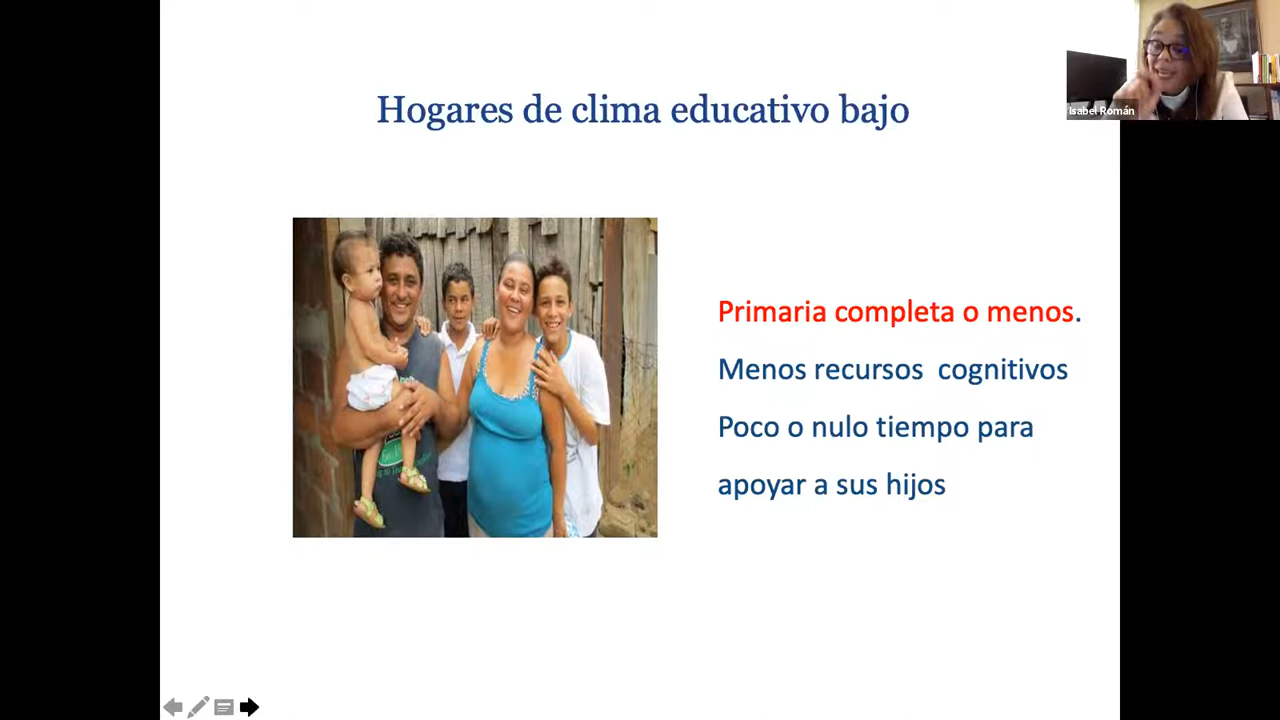 Isabel Román
Hogares de clima educativo bajo
Primaria completa o menos.
Menos recursos cognitivos
Poco o nulo tiempo para
apoyar a sus hijos